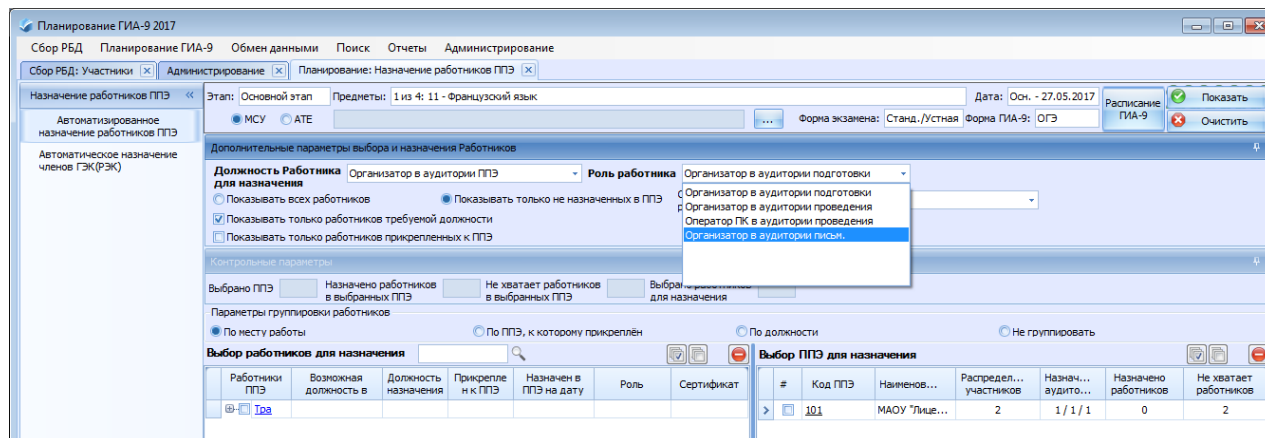 Планирование ГИА-9 2017
Сбор РБД Планирование ГИА-9 Обмен данными Поиск Отчеты Администрирование
Сбор РБД: Участники Администрирование Планирование: Назначение работников ППЭ
Назначение работников ППЭ «
Автоматизированное
назначение работников ППЭ
Автоматическое назначение
членов ГЭК(РЭК)
Этап: Основной этап Предметы: 1 из 4: 11 - Французский язык Дата: Осн. - 27.05.2017
МСУ АТЕ ... Форма экзамена: Станд./Устная Форма ГИА-9: ОГЭ
Расписание
ГИА-9
Показать
Очистить
Дополнительные параметры выбора и назначения Работников
Должность Работника
для назначения
Организатор в аудитории ППЭ
Роль работника Организатор в аудитории подготовки
Показывать всех работников Показывать только не назначенных в ППЭ
Показывать только работников требуемой должности
Показывать только работников прикрепленных к ППЭ
Организатор в аудитории подготовки
Организатор в аудитории проведения
Оператор ПК в аудитории проведения
Организатор в аудитории письм.
Контрольные параметры
Выбрано ППЭ
Назначено работников
в выбранных ППЭ
Не хватает работников
в выбранных ППЭ
для назначения
Параметры группировки работников
По месту работы По ППЭ, к которому прикреплён По должности Не группировать
Выбор работников для назначения
Работники
ППЭ
Возможная
должность в
Должность
назначения
Прикрепле
н к ППЭ
Назначен в
ППЭ на дату
Роль
Сертификат
Тра
Выбор ППЭ для назначения
#
Код ППЭ
Наименов...
Распредел...
участников
Назнач...
аудито...
Назначено
работников
Не хватает
работников
101 МАОУ "Лице... 2 1 / 1 / 1 0 2